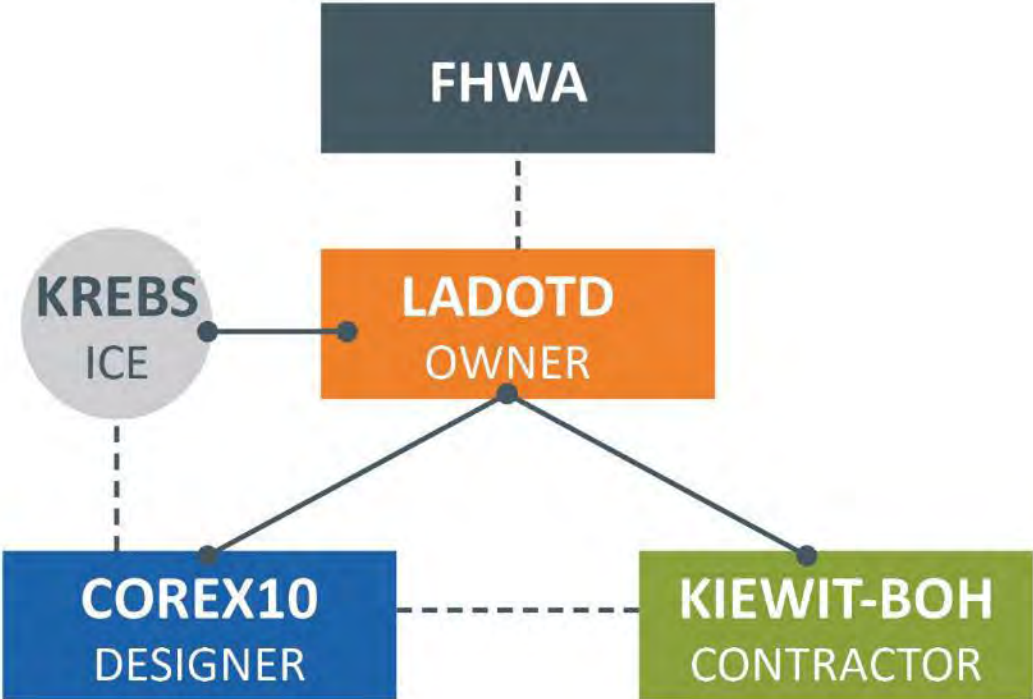 FHWA
LADOTD
OWNER
KREBS
ICE
COREX10
DESIGNER
KIEWIT-BOH
CONTRACTOR